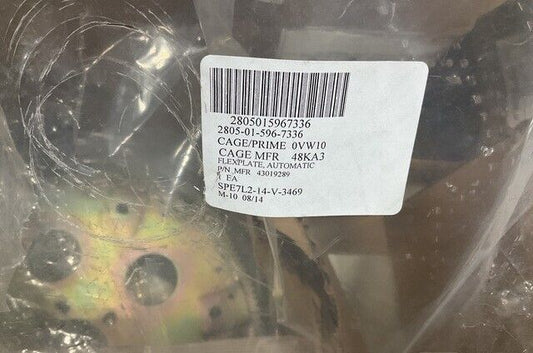 2805015967336
2805-01-596-7336
CAGE/PRIME 0VW10
CAGE MFR 48KA3
FLEXPLATE, AUTOMATIC
P/N_MFR 43019289
1 EA
SPE7L2-14-V-3469
M-10 08/14